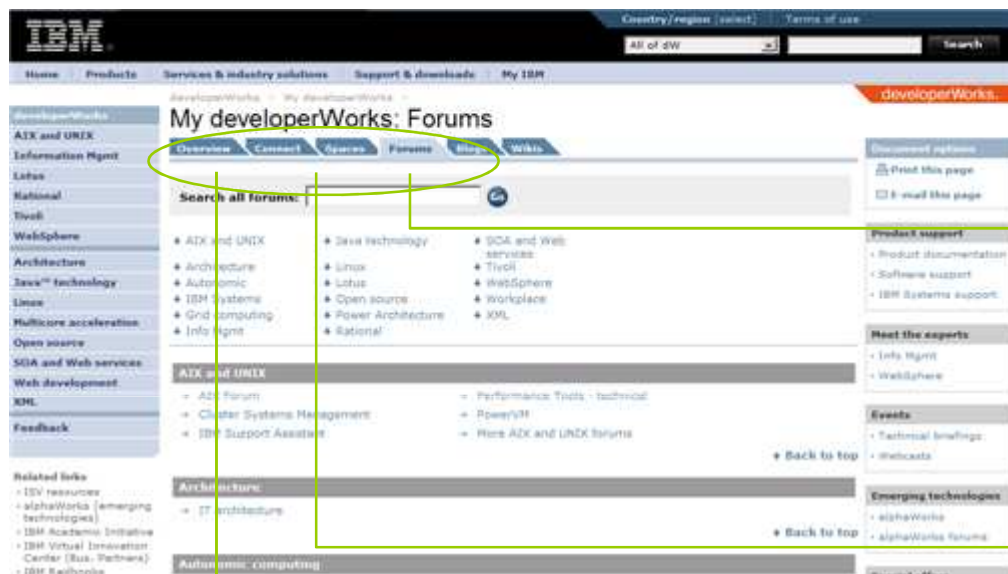 IBM.
Country/region [select] Terms of use
All of dW Search
Home Products Services & industry solutions Support & downloads My IBM
developerWorks
AIX and UNIX
Information Mgmt
Lotus
Rational
Tivoli
WebSphere
Architecture
Java™ technology
Linux
Multicore acceleration
Open source
SOA and Web services
Web development
XML
Feedback
Related links
ISV resources
alphaWorks (emerging
technologies)
IBM Academic Initiative
IBM Virtual Innovation
Center (Bus. Partners)
IBM Redbooks
developerWorks > My developerWorks >
My developerWorks: Forums
Overview Connect Spaces Forums Blogs Wikis
Search all forums: Go
AIX and UNIX Java technology SOA and Web
services
Architecture Linux Tivoli
Autonomic Lotus WebSphere
IBM Systems Open source Workplace
Grid computing Power Architecture XML
Info Mgmt Rational
AIX and UNIX
AIX Forum Performance Tools - technical
Cluster Systems Management PowerVM
IBM Support Assistant More AIX and UNIX forums
Back to top
Architecture
IT architecture
Back to top
Autonomic computing
developerWorks.
Document options
Print this page
E-mail this page
Product support
Product documentation
Software support
IBM Systems support
Meet the experts
Info Mgmt
WebSphere
Events
Technical briefings
Webcasts
Emerging technologies
alphaWorks
alphaWorks forums